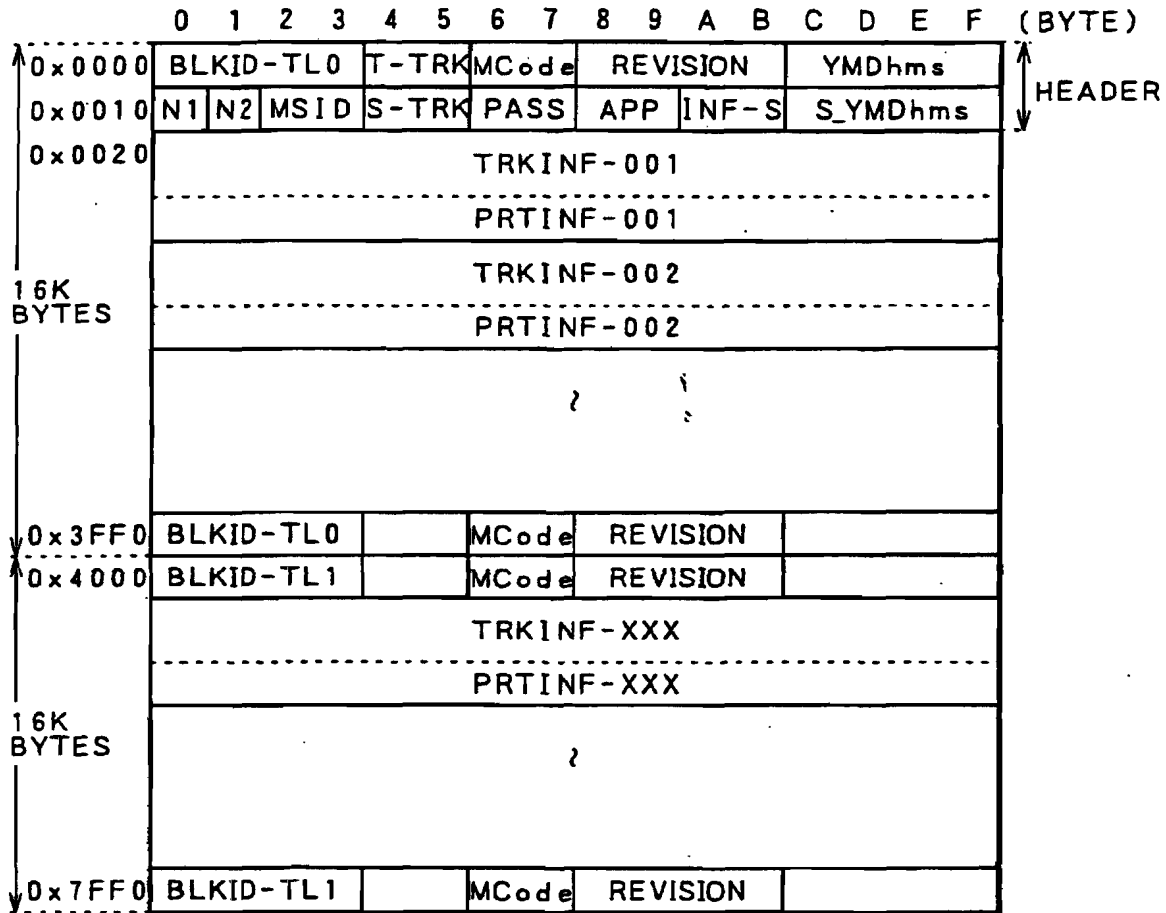 0 1 2 3 4 5 6 7 8 9 A B C D E F (BYTE)
0x0000 BLKID-TL0 T-TRK MCode REVISION YMDhms
HEADER
0x0010 N1 N2 MSID S-TRK PASS APP INF-S S_YMDhms
0x0020 TRKINF-001
PRTINF-001
TRKINF-002
16K
BYTES
PRTINF-002
0x3FF0 BLKID-TL0 MCode REVISION
0x4000 BLKID-TL1 MCode REVISION
TRKINF-XXX
PRTINF-XXX
16K
BYTES
0x7FF0 BLKID-TL1 MCode REVISION